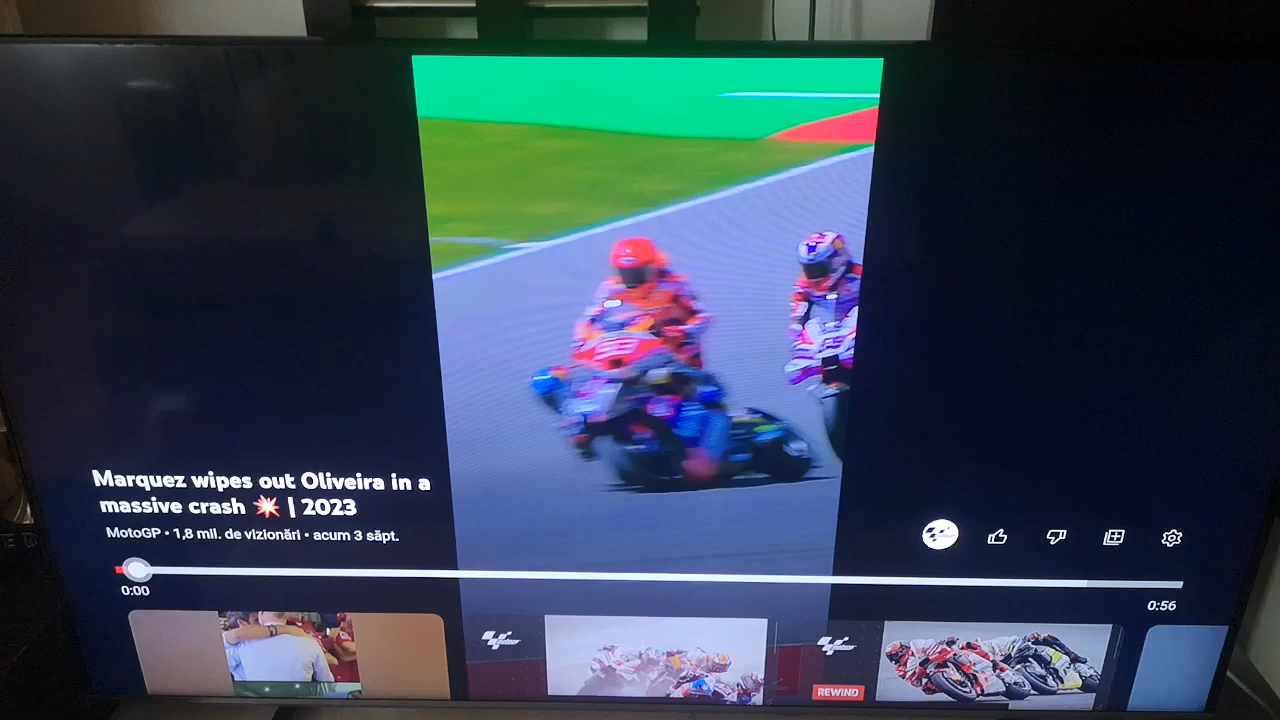 Marquez wipes out Oliveira in a
massive crash 💥 | 2023
MotoGP • 1,8 mil. de vizionări • acum 3 săpt.
0:00
0:56
REWIND